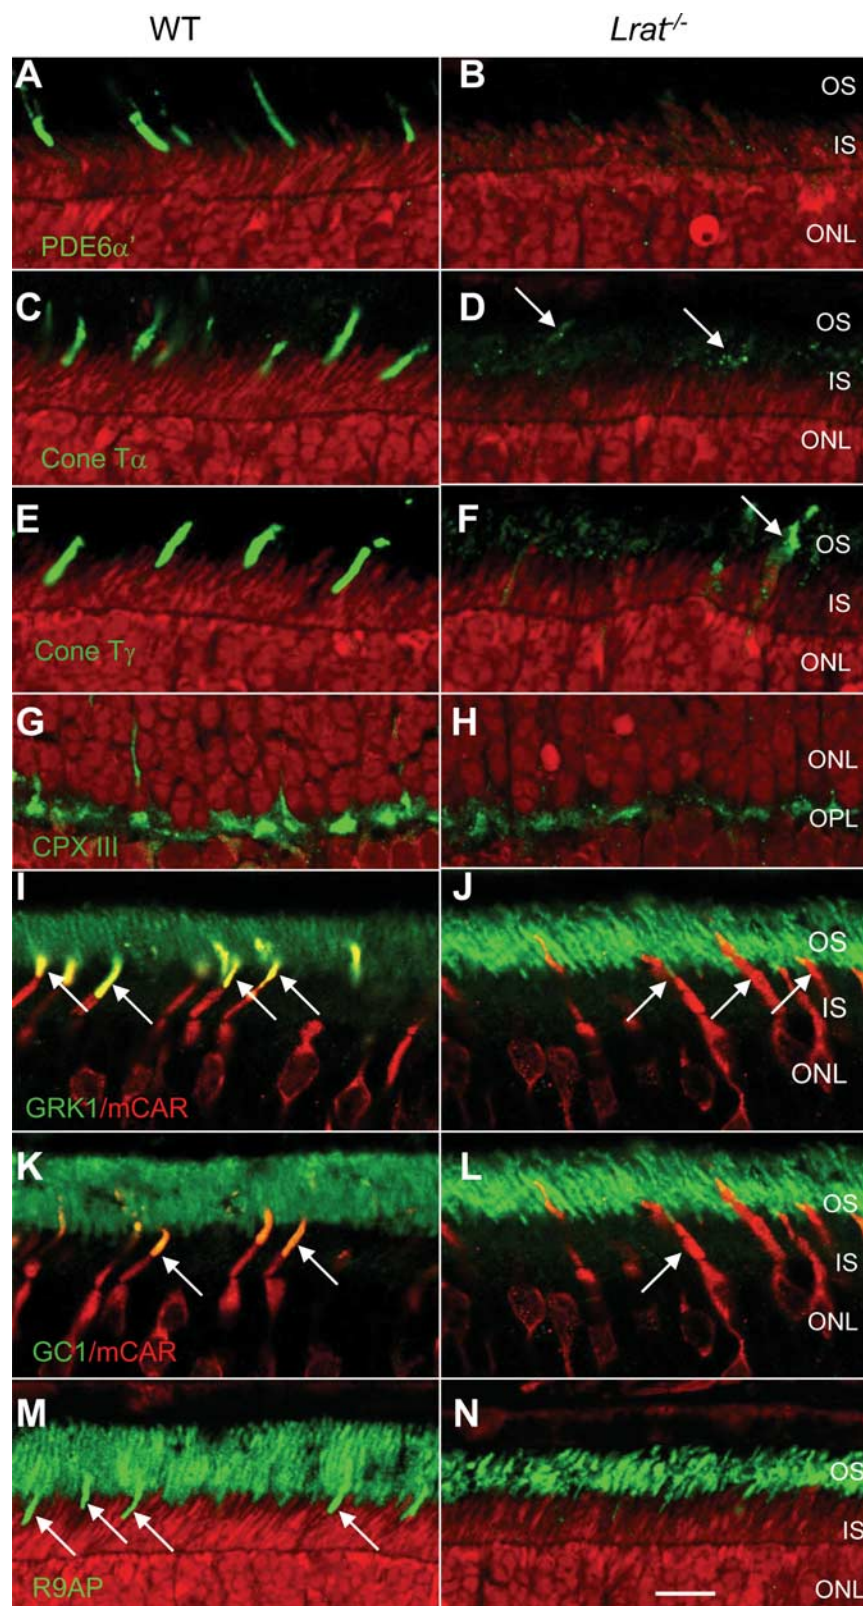 WT Lrat-/-
A B OS
IS
PDE6α' ONL
C D OS
IS
Cone Tα ONL
E F OS
IS
Cone Tγ ONL
G H ONL
CPX III OPL
I J OS
IS
GRK1/mCAR ONL
K L OS
IS
GC1/mCAR ONL
M N OS
IS
R9AP ONL